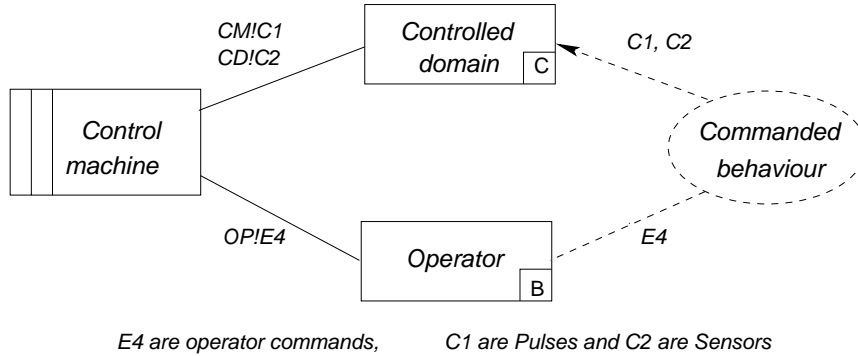 CM!C1
CD!C2
Controlled
domain
C
C1, C2
Control
machine
Commanded
behaviour
OP!E4
Operator
B
E4
E4 are operator commands, C1 are Pulses and C2 are Sensors